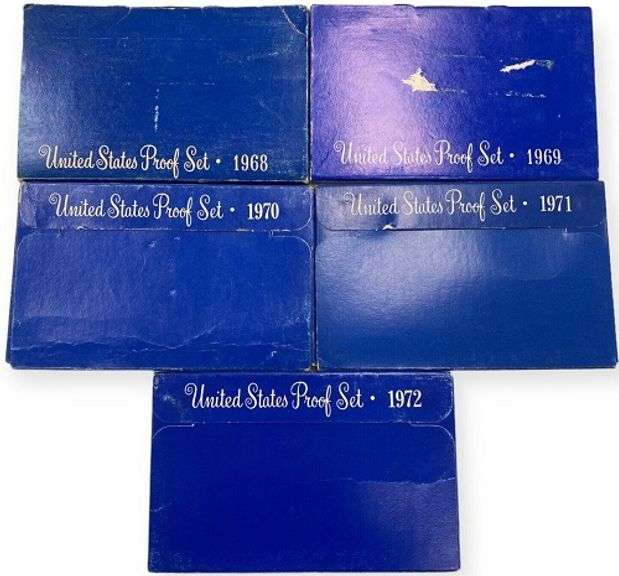 United States Proof Set • 1968
United States Proof Set • 1969
United States Proof Set • 1970
United States Proof Set • 1971
United States Proof Set • 1972